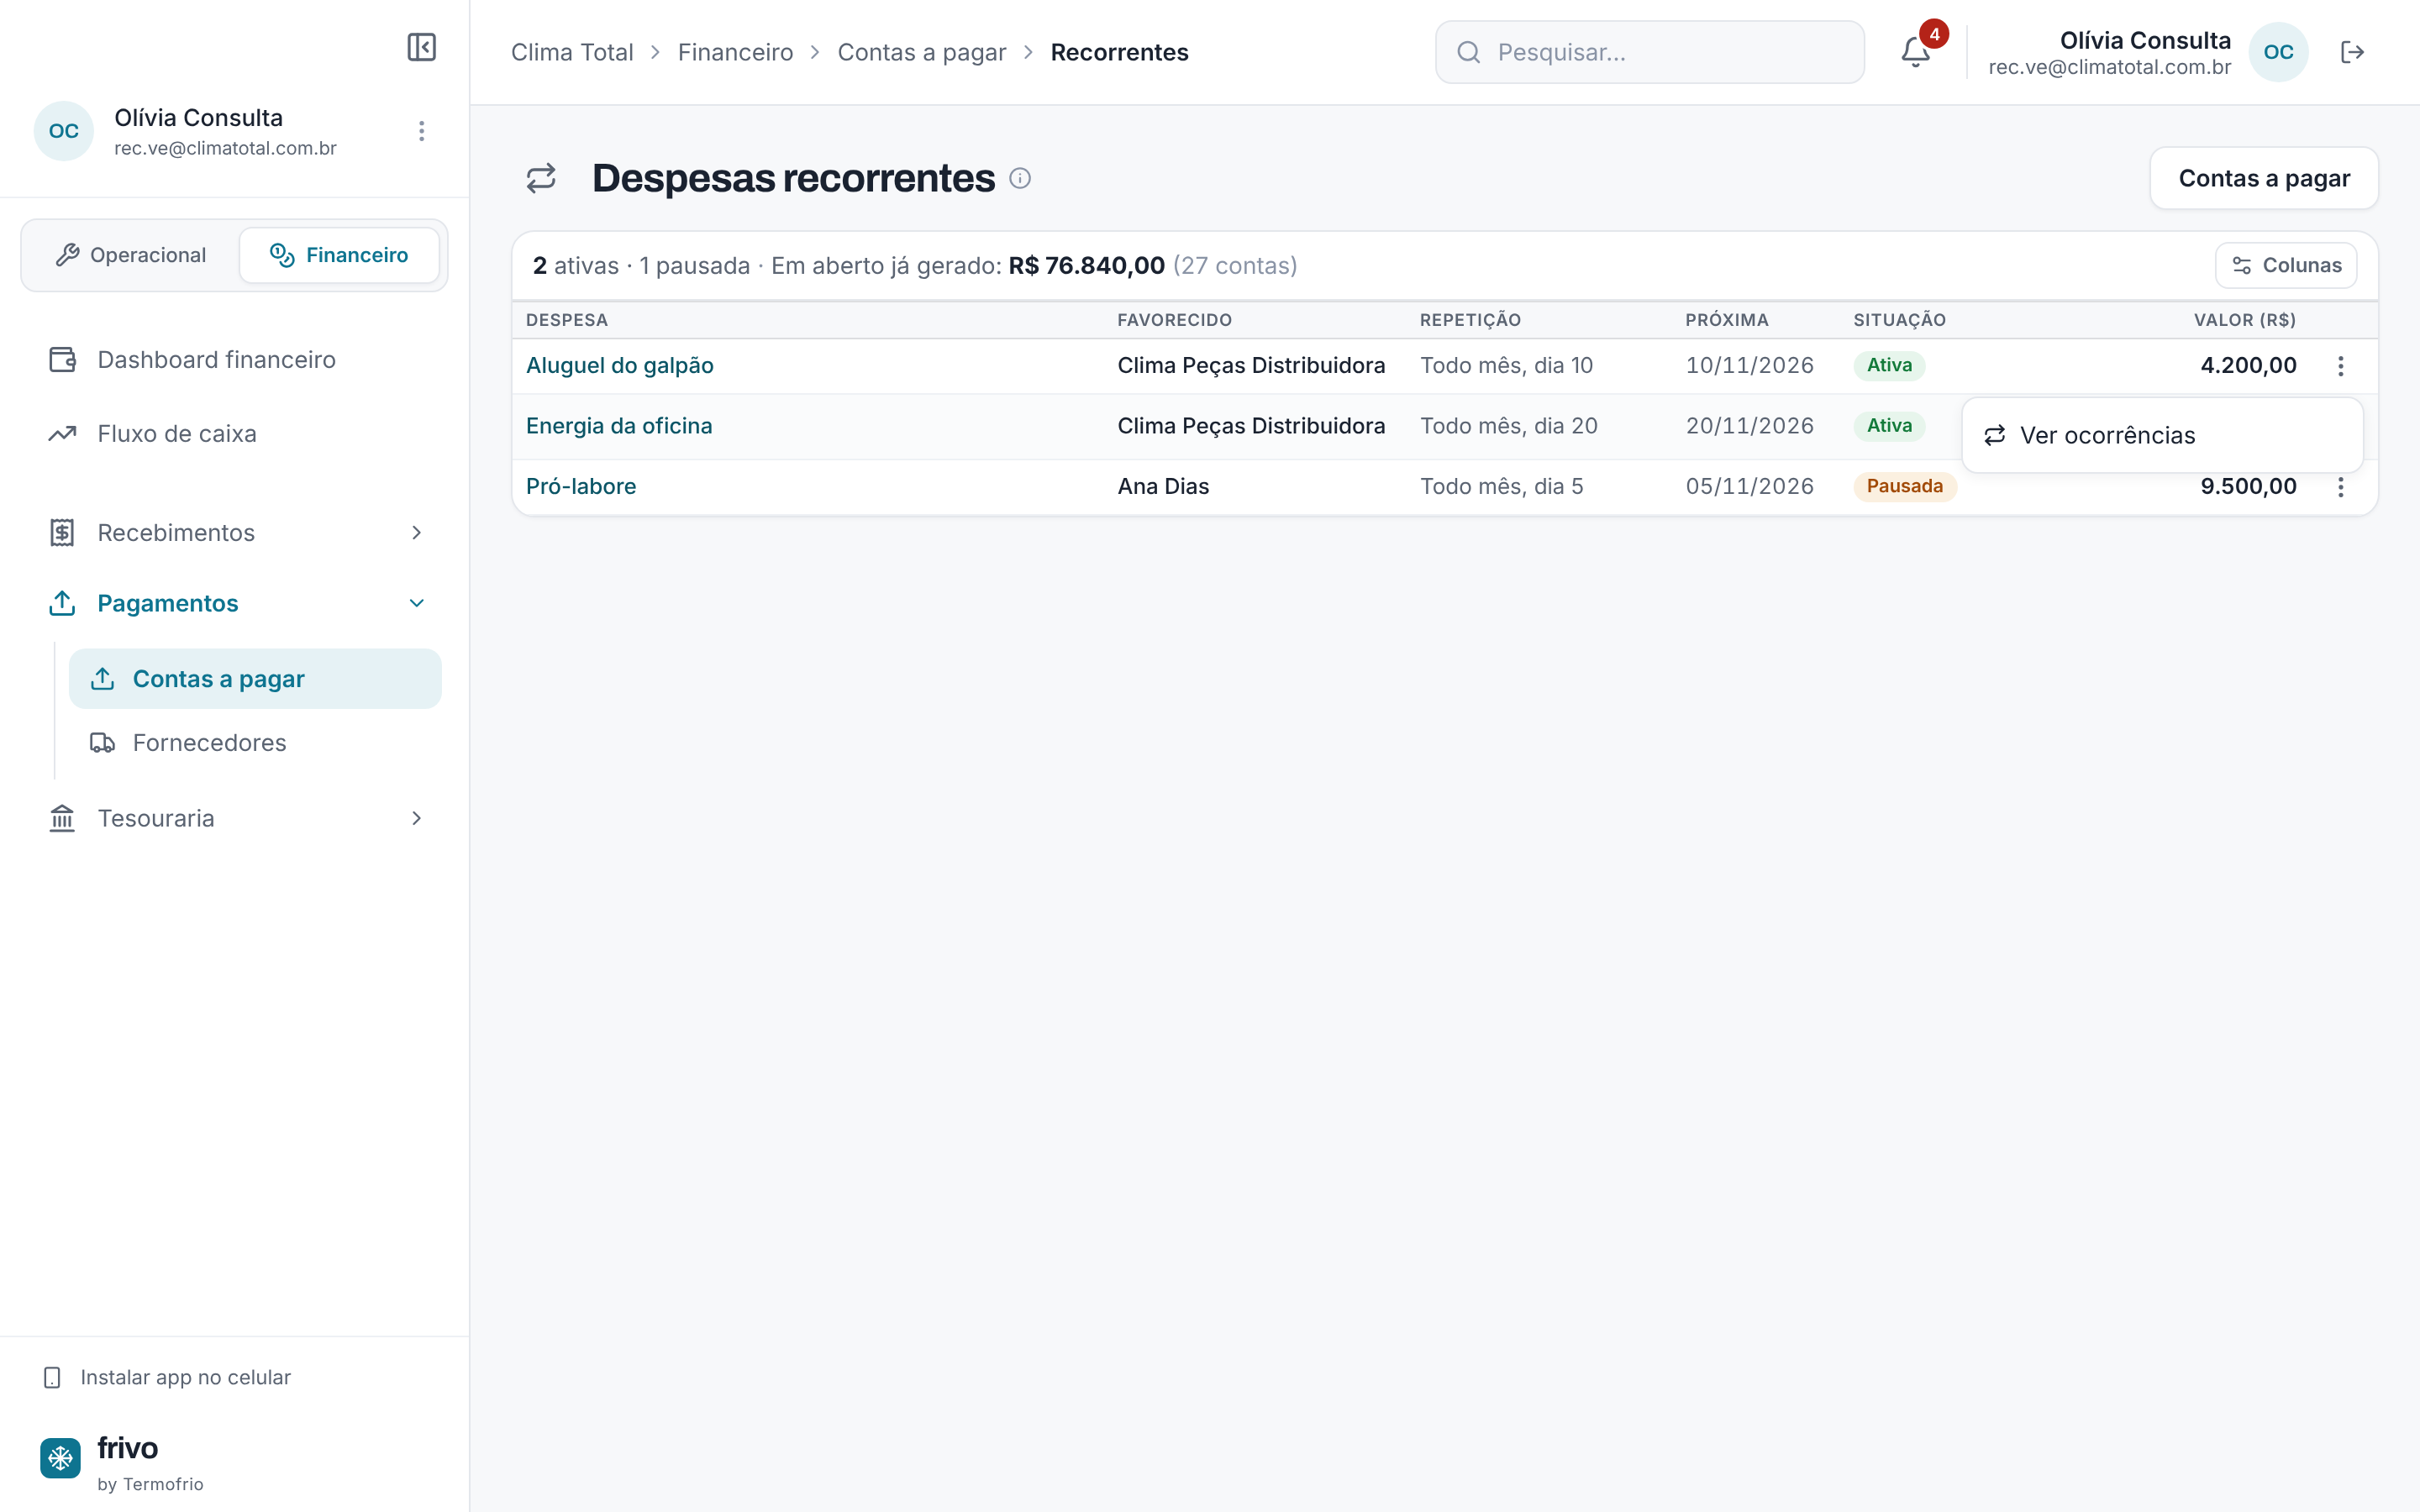 Olívia Consulta
OC
rec.ve@climatotal.com.br
Operacional
Financeiro
Dashboard financeiro
Fluxo de caixa
Recebimentos
Pagamentos
Contas a pagar
Fornecedores
Tesouraria
Instalar app no celular
frivo
by Termofrio
Clima Total > Financeiro > Contas a pagar > Recorrentes
Pesquisar...
4
Olívia Consulta
rec.ve@climatotal.com.br
OC
Despesas recorrentes
Contas a pagar
2 ativas · 1 pausada · Em aberto já gerado: R$ 76.840,00 (27 contas)
Colunas
DESPESA FAVORECIDO REPETIÇÃO PRÓXIMA SITUAÇÃO VALOR (R$)
Aluguel do galpão Clima Peças Distribuidora Todo mês, dia 10 10/11/2026 Ativa 4.200,00
Energia da oficina Clima Peças Distribuidora Todo mês, dia 20 20/11/2026 Ativa
Ver ocorrências
Pró-labore Ana Dias Todo mês, dia 5 05/11/2026 Pausada 9.500,00